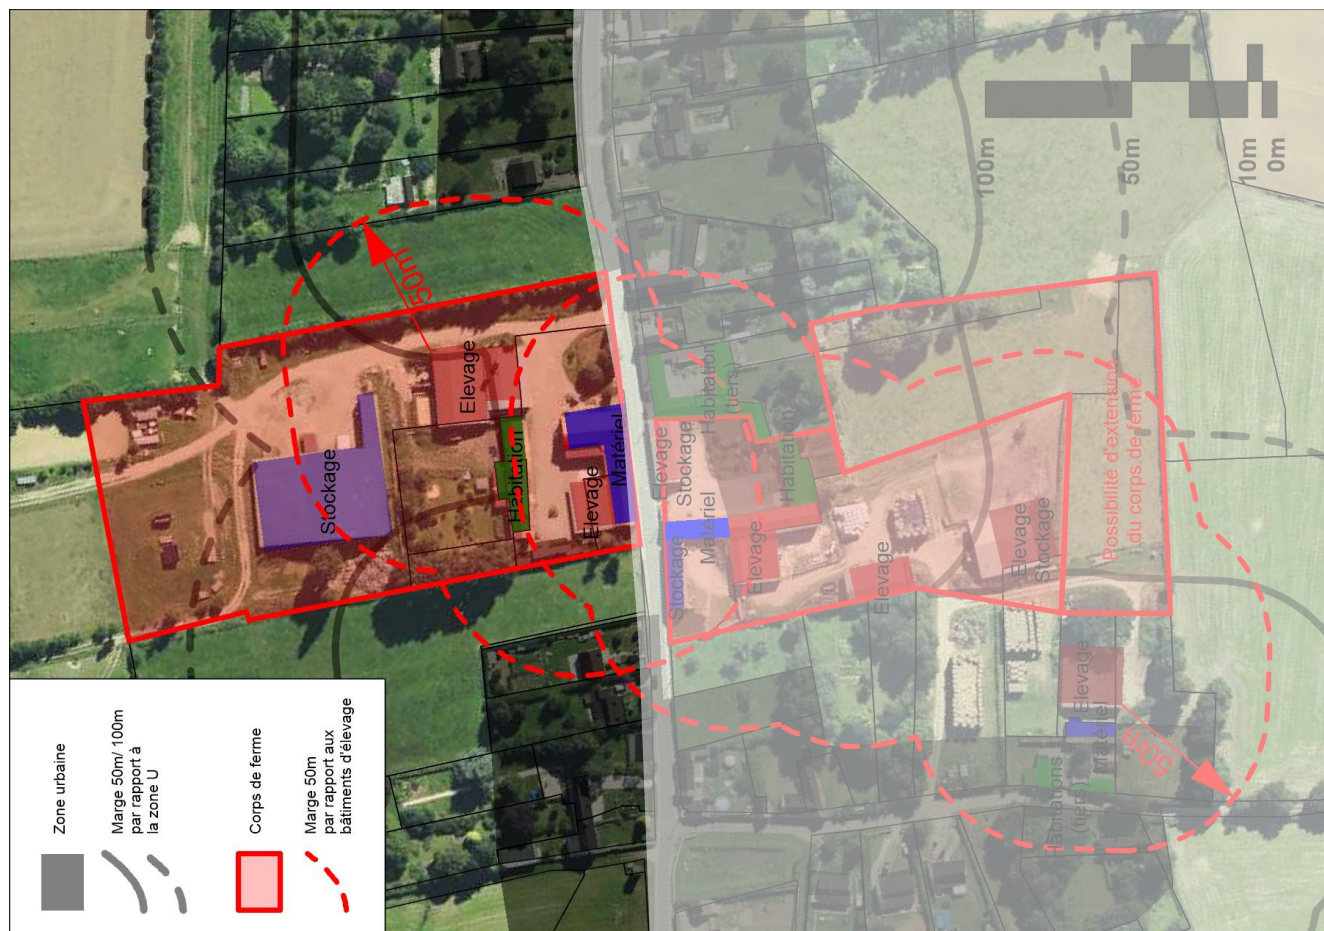 Zone urbaine
Marge 50m/ 100m
par rapport à
la zone U
Corps de ferme
Marge 50m
par rapport aux
bâtiments d'élevage
50m
Stockage
Elevage
Habitation
Elevage
Matériel
Elevage
Stockage
Habitation
(tiers)
Stockage
Matériel
Elevage
Habitation
Elevage
Elevage
Stockage
Possibilité d'extension
du corps de ferme
Habitations
(tiers)
Matériel
Elevage
50m
100m
50m
10m
0m